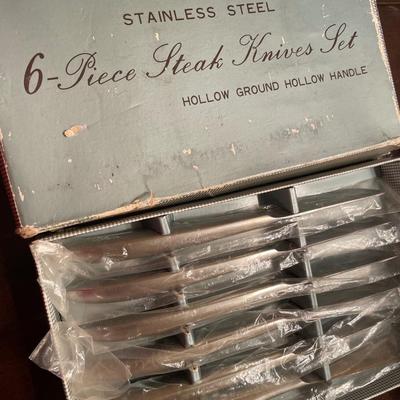 STAINLESS STEEL
6-Piece Steak Knives Set
HOLLOW GROUND HOLLOW HANDLE